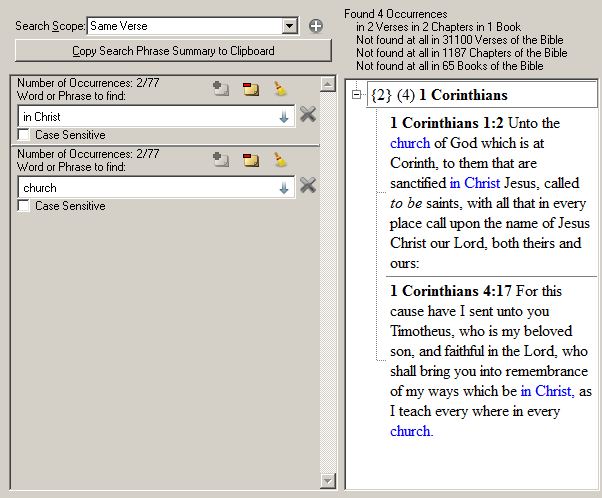 Search Scope: Same Verse
Copy Search Phrase Summary to Clipboard
Number of Occurrences: 2/77
Word or Phrase to find:
in Christ
Case Sensitive
Number of Occurrences: 2/77
Word or Phrase to find:
church
Case Sensitive
Found 4 Occurrences
in 2 Verses in 2 Chapters in 1 Book
Not found at all in 31100 Verses of the Bible
Not found at all in 1187 Chapters of the Bible
Not found at all in 65 Books of the Bible
{2} (4) 1 Corinthians
1 Corinthians 1:2 Unto the
church of God which is at
Corinth, to them that are
sanctified in Christ Jesus, called
to be saints, with all that in every
place call upon the name of Jesus
Christ our Lord, both theirs and
ours:
1 Corinthians 4:17 For this
cause have I sent unto you
Timotheus, who is my beloved
son, and faithful in the Lord, who
shall bring you into remembrance
of my ways which be in Christ, as
I teach every where in every
church.